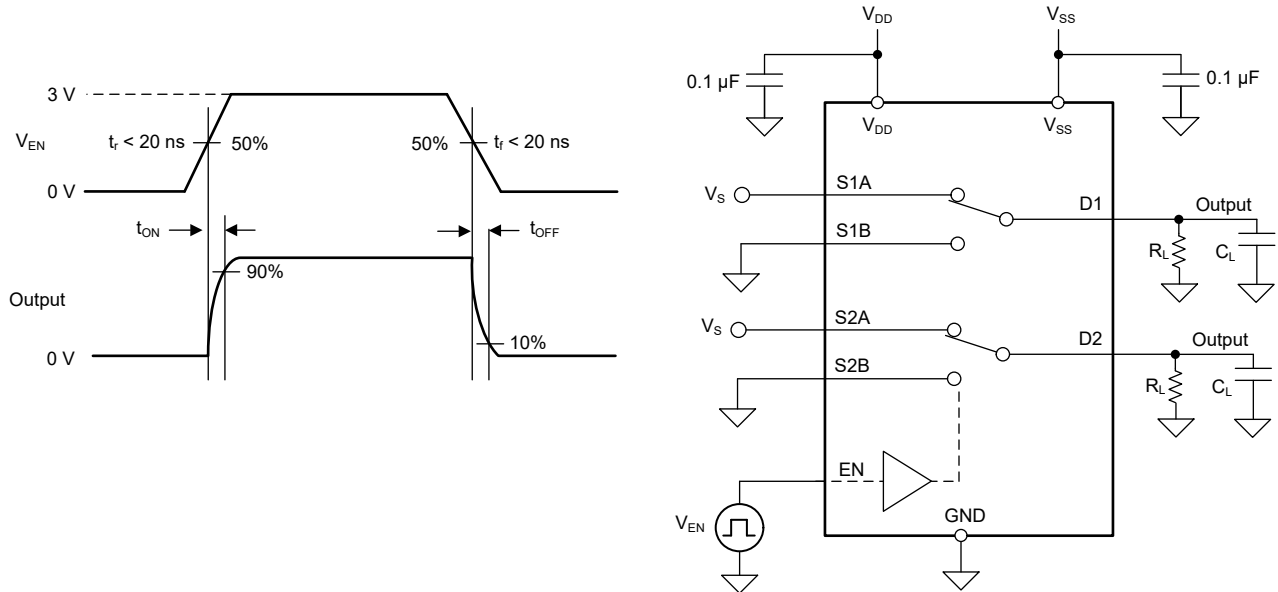 3 V
V_EN
t_r < 20 ns
50%
50%
t_f < 20 ns
0 V
t_ON
t_OFF
90%
Output
0 V
10%
V_DD
V_SS
0.1 µF
0.1 µF
V_DD
V_SS
V_S
S1A
D1
Output
S1B
R_L
C_L
V_S
S2A
D2
Output
S2B
R_L
C_L
EN
V_EN
GND